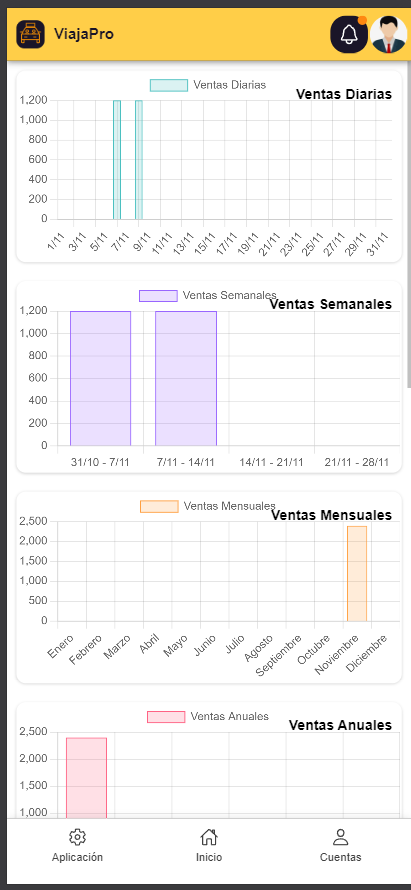 ViajaPro
Ventas Diarias
Ventas Diarias
1,200
1,000
800
600
400
200
0
1/11 3/11 5/11 7/11 9/11 11/11 13/11 15/11 17/11 19/11 21/11 23/11 25/11 27/11 29/11 31/11
Ventas Semanales
Ventas Semanales
1,200
1,000
800
600
400
200
0
31/10 - 7/11 7/11 - 14/11 14/11 - 21/11 21/11 - 28/11
Ventas Mensuales
Ventas Mensuales
2,500
2,000
1,500
1,000
500
0
Enero Febrero Marzo Abril Mayo Junio Julio Agosto Septiembre Octubre Noviembre Diciembre
Ventas Anuales
Ventas Anuales
2,500
2,000
1,500
1,000
Aplicación Inicio Cuentas